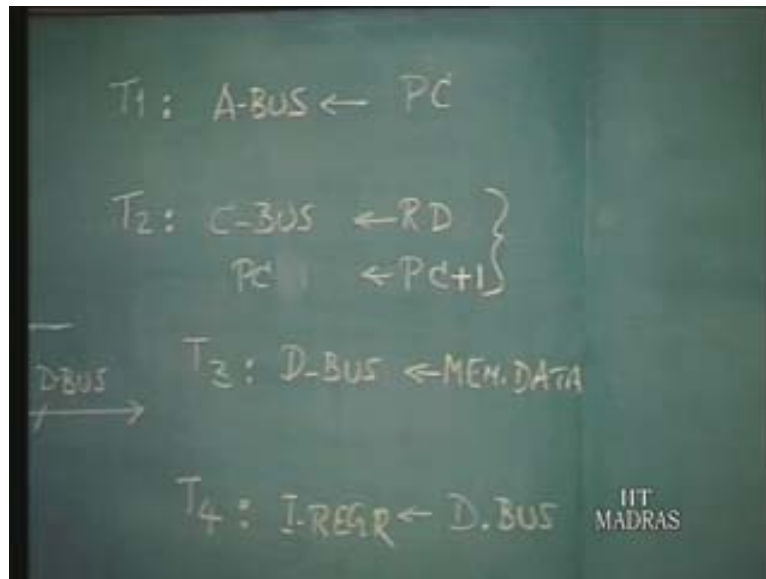 T1: A-BUS ← PC
T2: C-BUS ← RD }
PC ← PC+1
DBUS
T3: D-BUS ← MEM.DATA
T4: I-REGR ← D.BUS
IIT
MADRAS